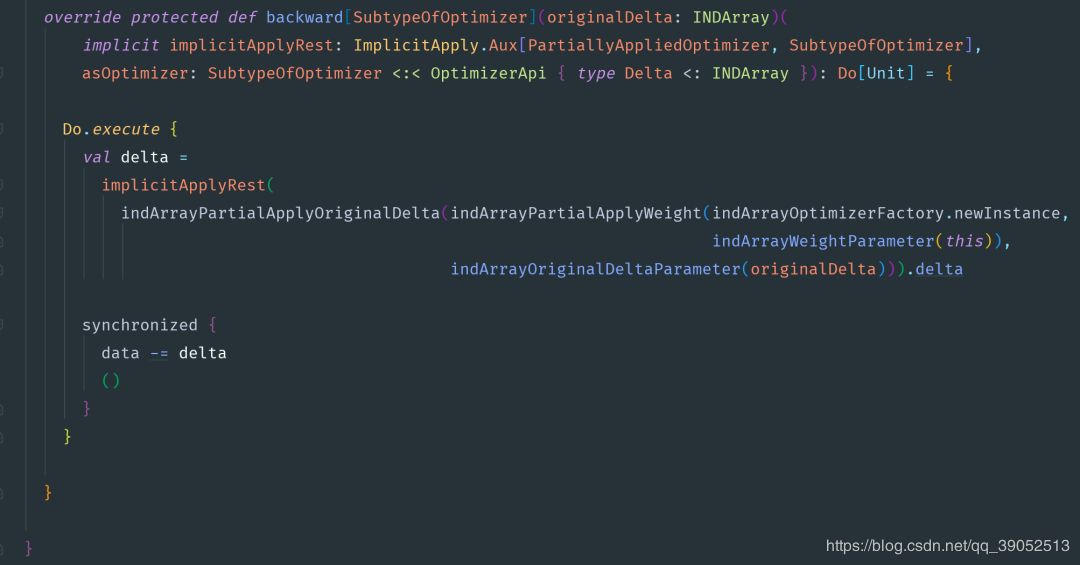 override protected def backward[SubtypeOfOptimizer](originalDelta: INDArray)(
implicit implicitApplyRest: ImplicitApply.Aux[PartiallyAppliedOptimizer, SubtypeOfOptimizer],
asOptimizer: SubtypeOfOptimizer <:< OptimizerApi { type Delta <: INDArray }): Do[Unit] = {
Do.execute {
val delta =
implicitApplyRest(
indArrayPartialApplyOriginalDelta(indArrayPartialApplyWeight(indArrayOptimizerFactory.newInstance,
indArrayWeightParameter(this)),
indArrayOriginalDeltaParameter(originalDelta))).delta
synchronized {
data -= delta
()
}
}
}
}
https://blog.csdn.net/qq_39052513